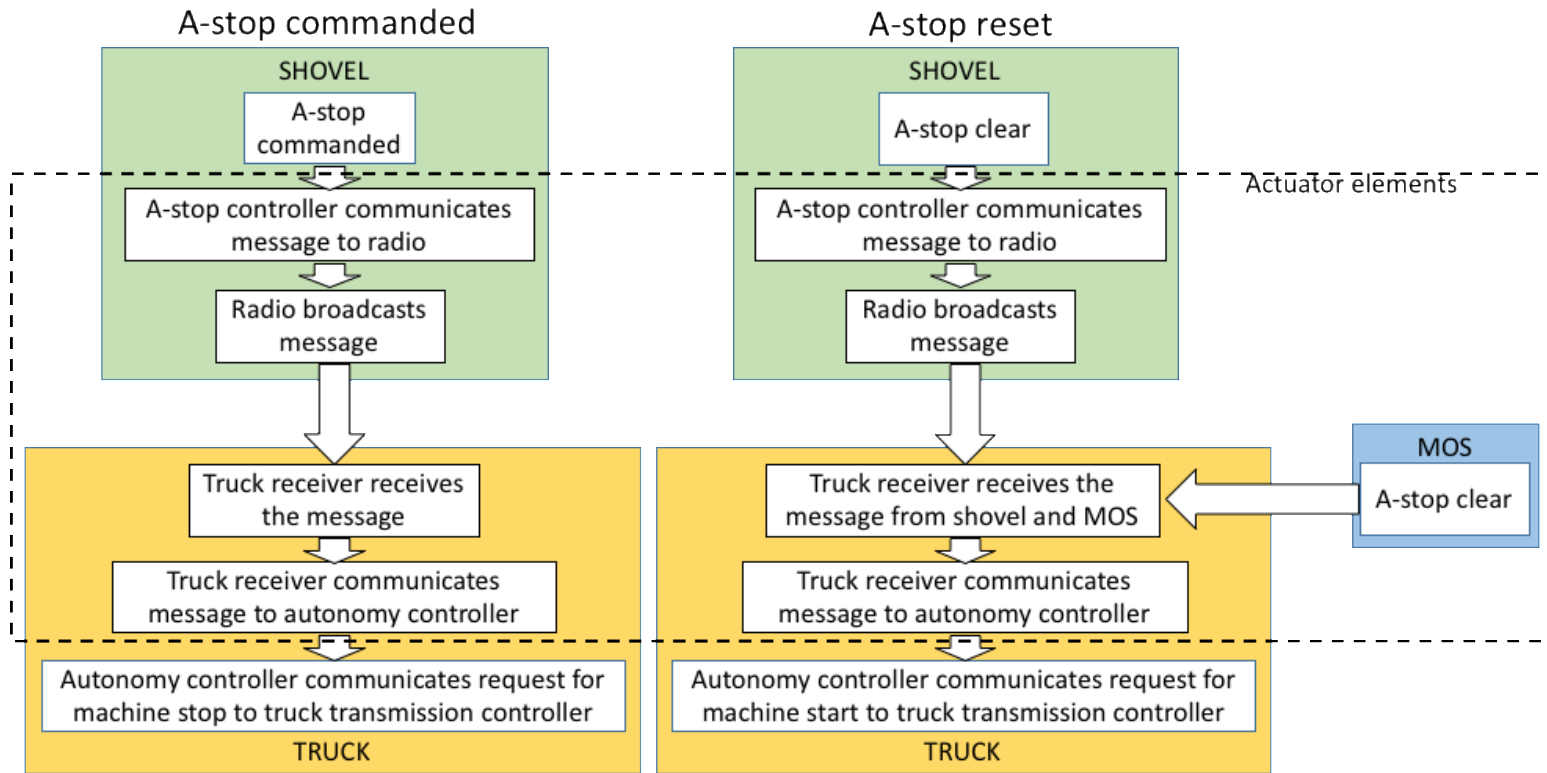 A-stop commanded
SHOVEL
A-stop
commanded
A-stop controller communicates
message to radio
Radio broadcasts
message
Truck receiver receives
the message
Truck receiver communicates
message to autonomy controller
Autonomy controller communicates request for
machine stop to truck transmission controller
TRUCK
A-stop reset
SHOVEL
A-stop clear
Actuator elements
A-stop controller communicates
message to radio
Radio broadcasts
message
Truck receiver receives the
message from shovel and MOS
MOS
A-stop clear
Truck receiver communicates
message to autonomy controller
Autonomy controller communicates request for
machine start to truck transmission controller
TRUCK